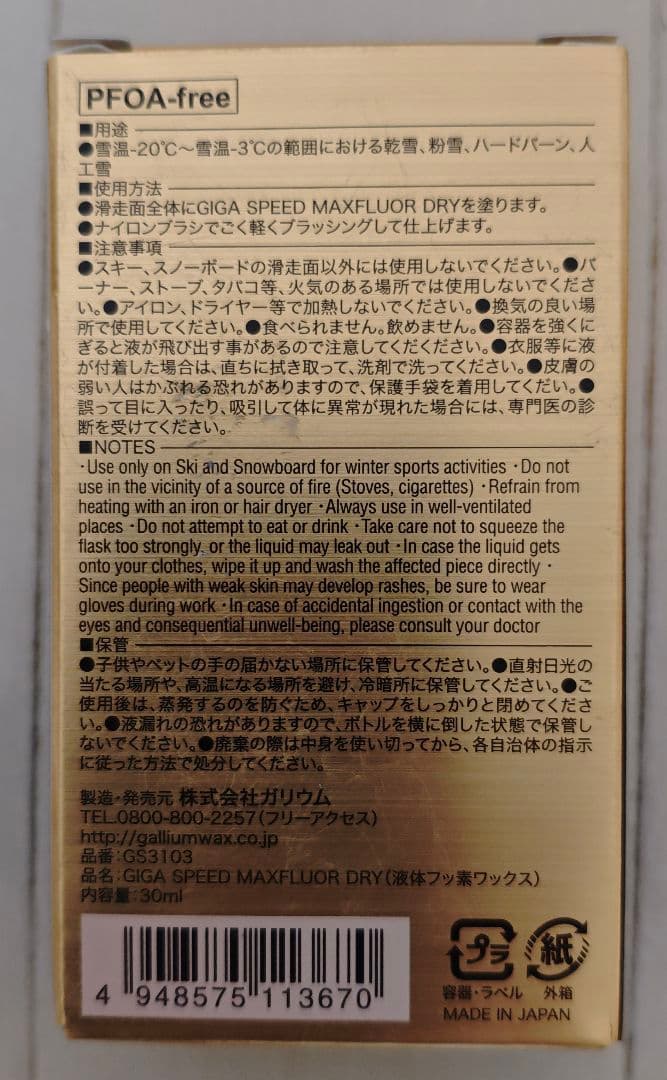 PFOA-free
■用途
●雪温-20℃～雪温-3℃の範囲における乾雪、粉雪、ハードバーン、人
工雪
■使用方法
●滑走面全体にGIGA SPEED MAXFLUOR DRYを塗ります。
●ナイロンブラシでごく軽くブラッシングして仕上げます。
■注意事項
●スキー、スノーボードの滑走面以外には使用しないでください。●バ
ーナー、ストーブ、タバコ等、火気のある場所では使用しないでくださ
い。●アイロン、ドライヤー等で加熱しないでください。●換気の良い場
所で使用してください。●食べられません。飲めません。●容器を強くに
ぎると液が飛び出す事があるので注意してくだください。●衣服等に液
が付着した場合は、直ちに拭き取って、洗剤で洗ってください。●皮膚の
弱い人はかぶれる恐れがありますので、保護手袋を着用してくだい。●
誤って目に入ったり、吸引して体に異常が現れた場合には、専門医の診
断を受けてください。
■NOTES
・Use only on Ski and Snowboard for winter sports activities ・Do not
use in the vicinity of a source of fire (Stoves, cigarettes) ・Refrain from
heating with an iron or hair dryer ・Always use in well-ventilated
places ・Do not attempt to eat or drink ・Take care not to squeeze the
flask too strongly, or the liquid may leak out ・In case the liquid gets
onto your clothes, wipe it up and wash the affected piece directly ・
Since people with weak skin may develop rashes, be sure to wear
gloves during work ・In case of accidental ingestion or contact with the
eyes and consequential unwell-being, please consult your doctor
■保管
●子供やペットの手の届かない場所に保管してください。●直射日光の
当たる場所や、高温になる場所を避け、冷暗所に保管してください。●ご
使用後は、蒸発するのを防ぐため、キャップをしっかりと閉めてくださ
い。●液漏れの恐れがありますので、ボトルを横に倒した状態で保管し
ないでください。●廃棄の際は中身を使い切ってから、各自治体の指示
に従った方法で処分してください。
製造・発売元 株式会社ガリウム
TEL.0800-800-2257(フリーアクセス)
http://galliumwax.co.jp
品番:GS3103
品名:GIGA SPEED MAXFLUOR DRY(液体フッ素ワックス)
内容量:30ml
4 948575 113670
プラ 紙
容器・ラベル 外箱
MADE IN JAPAN